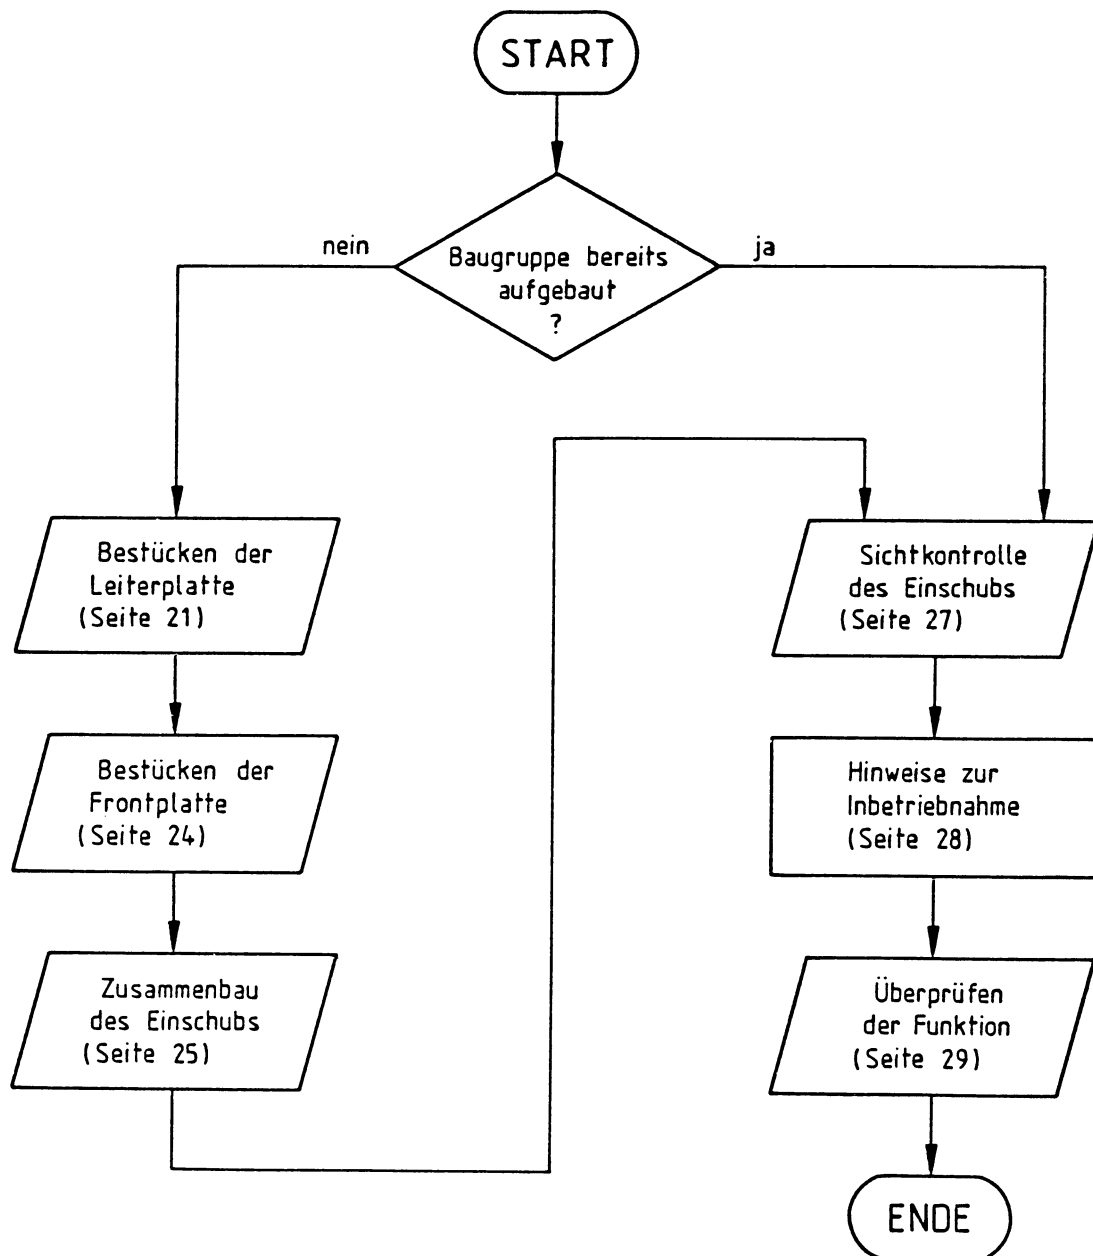 START
nein
ja
Baugruppe bereits
aufgebaut
?
Bestücken der
Leiterplatte
(Seite 21)
Bestücken der
Frontplatte
(Seite 24)
Zusammenbau
des Einschubs
(Seite 25)
Sichtkontrolle
des Einschubs
(Seite 27)
Hinweise zur
Inbetriebnahme
(Seite 28)
Überprüfen
der Funktion
(Seite 29)
ENDE